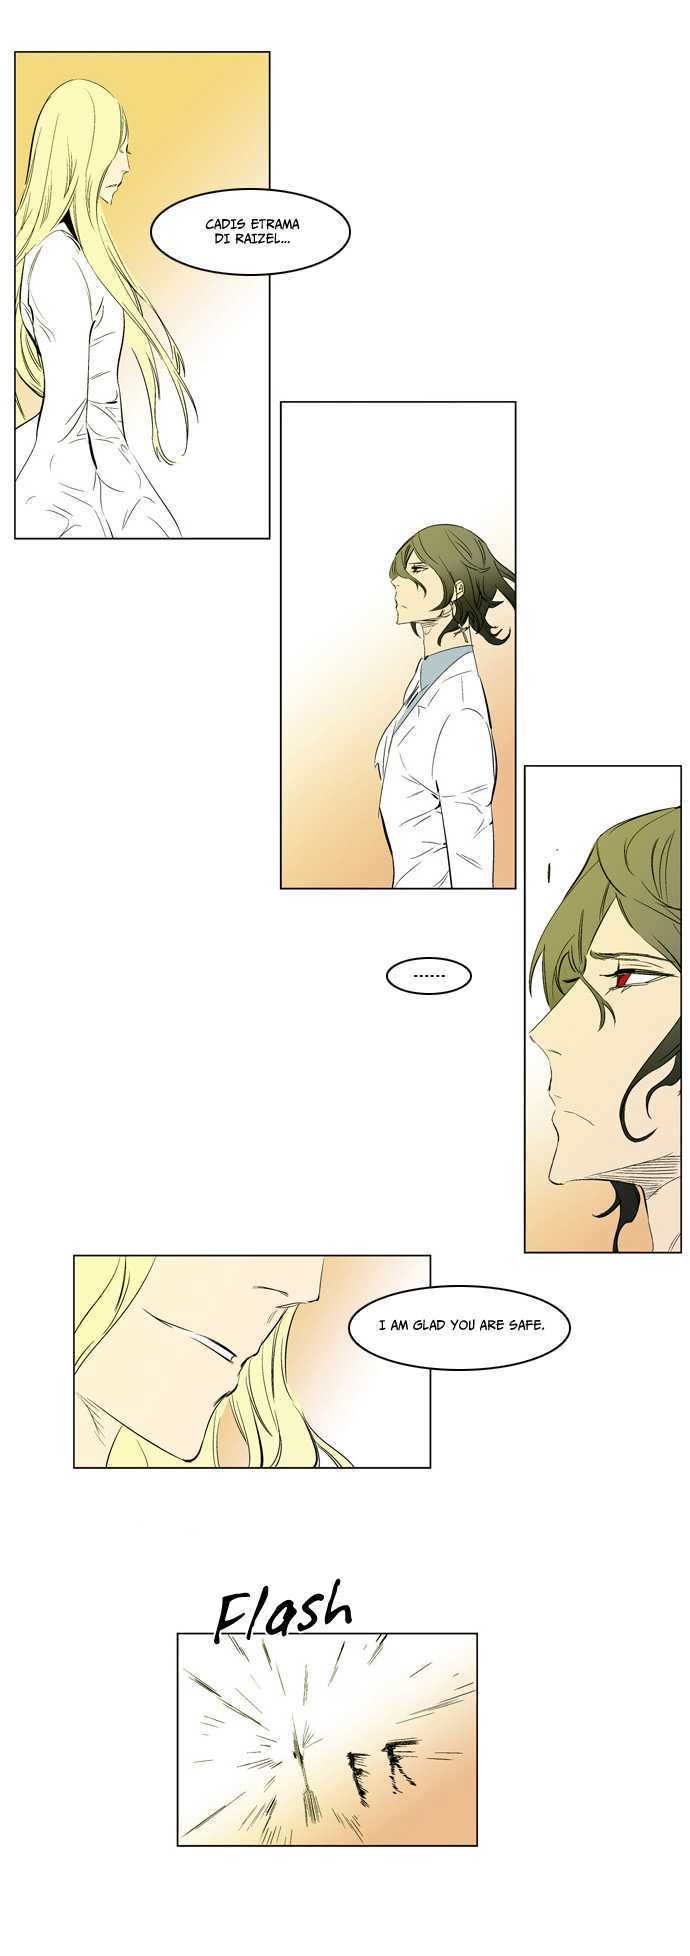 CADIS ETRAMA
DI RAIZEL...
------
I AM GLAD YOU ARE SAFE.
Flash